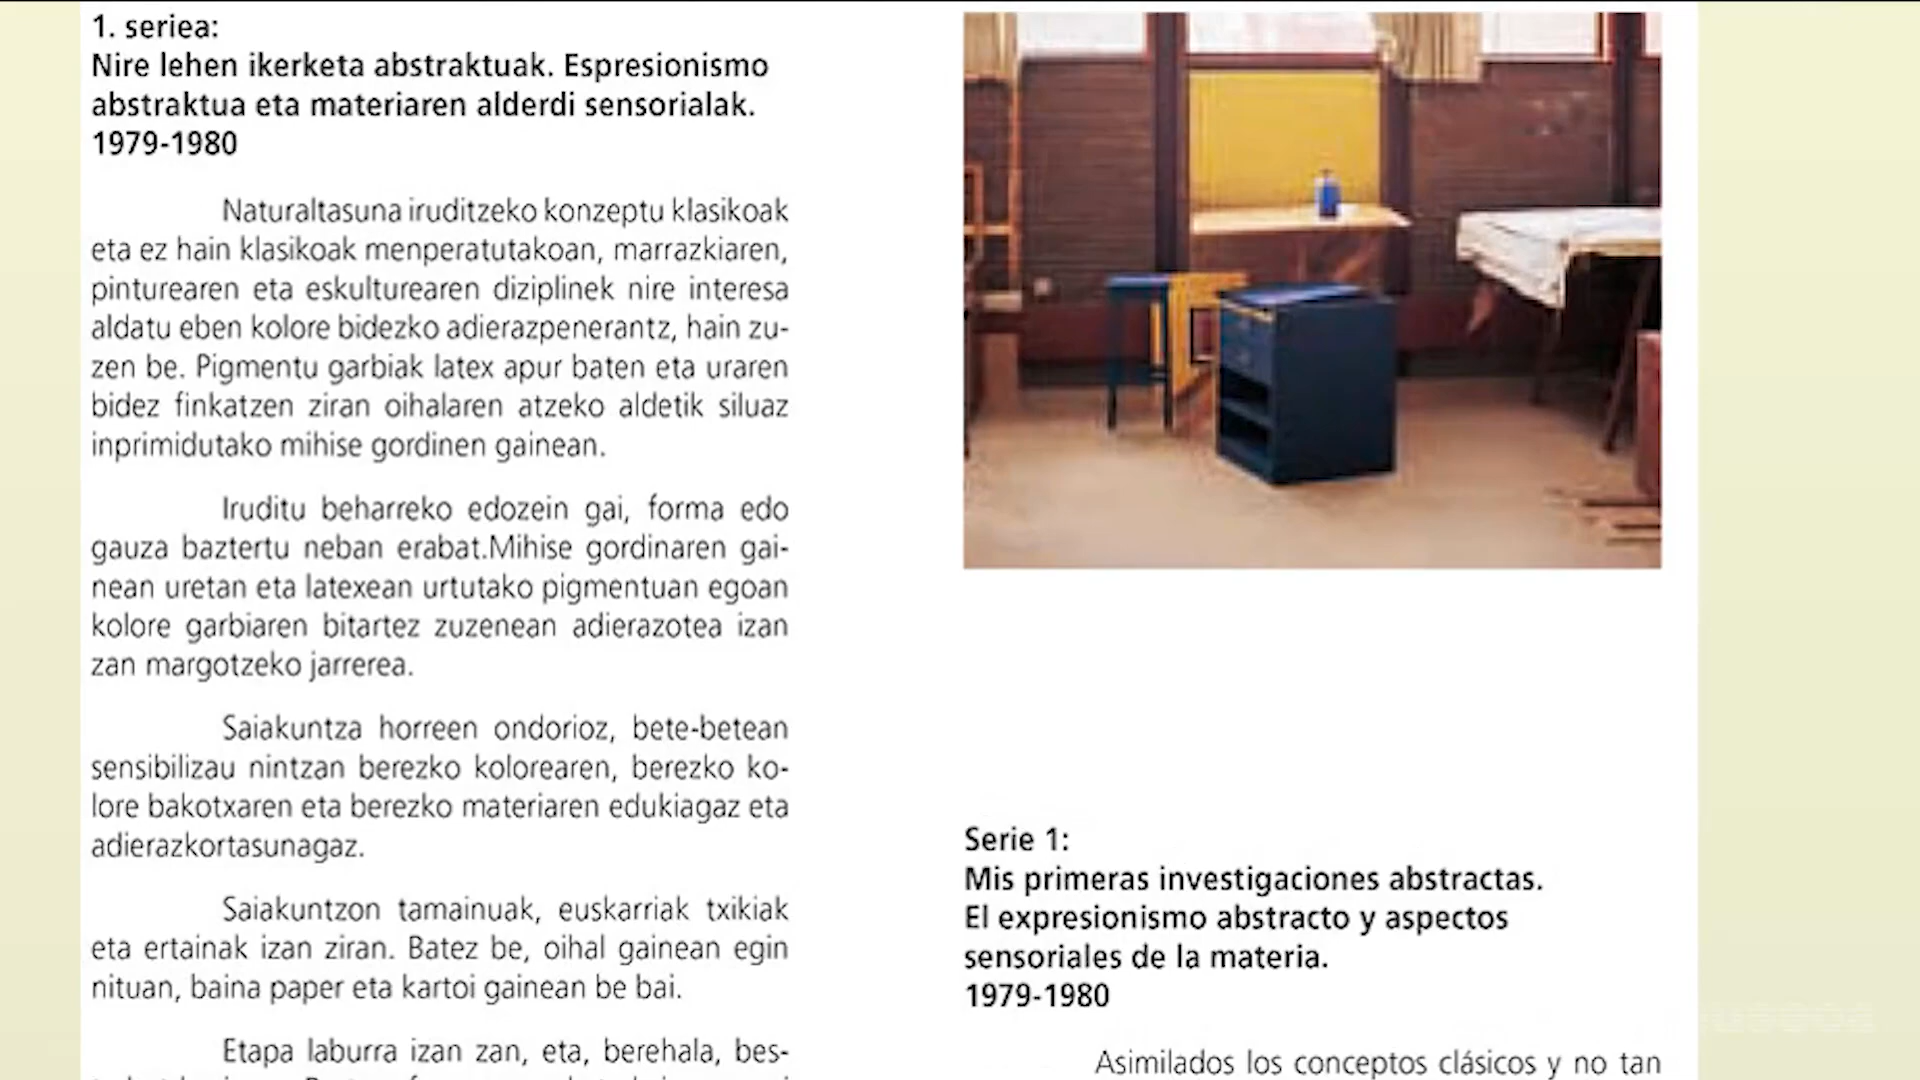 1. seriea:
Nire lehen ikerketa abstraktuak. Espresionismo
abstraktua eta materiaren alderdi sensorialak.
1979-1980
Naturaltasuna iruditzeko konzeptu klasikoak
eta ez hain klasikoak menperatutakoan, marrazkiaren,
pinturearen eta eskulturearen diziplinek nire interesa
aldatu eben kolore bidezko adierazpenerantz, hain zu-
zen be. Pigmentu garbiak latex apur baten eta uraren
bidez finkatzen ziran oihalaren atzeko aldetik siluaz
inprimidutako mihise gordinen gainean.
Iruditu beharreko edozein gai, forma edo
gauza baztertu neban erabat.Mihise gordinaren gai-
nean uretan eta latexean urtutako pigmentuan egoan
kolore garbiaren bitartez zuzenean adierazotea izan
zan margotzeko jarrerea.
Saiakuntza horreen ondorioz, bete-betean
sensibilizau nintzan berezko kolorearen, berezko ko-
lore bakotxaren eta berezko materiaren edukiagaz eta
adierazkortasunagaz.
Saiakuntzon tamainuak, euskarriak txikiak
eta ertainak izan ziran. Batez be, oihal gainean egin
nituan, baina paper eta kartoi gainean be bai.
Etapa laburra izan zan, eta, berehala, bes-
Serie 1:
Mis primeras investigaciones abstractas.
El expresionismo abstracto y aspectos
sensoriales de la materia.
1979-1980
Asimilados los conceptos clásicos y no tan